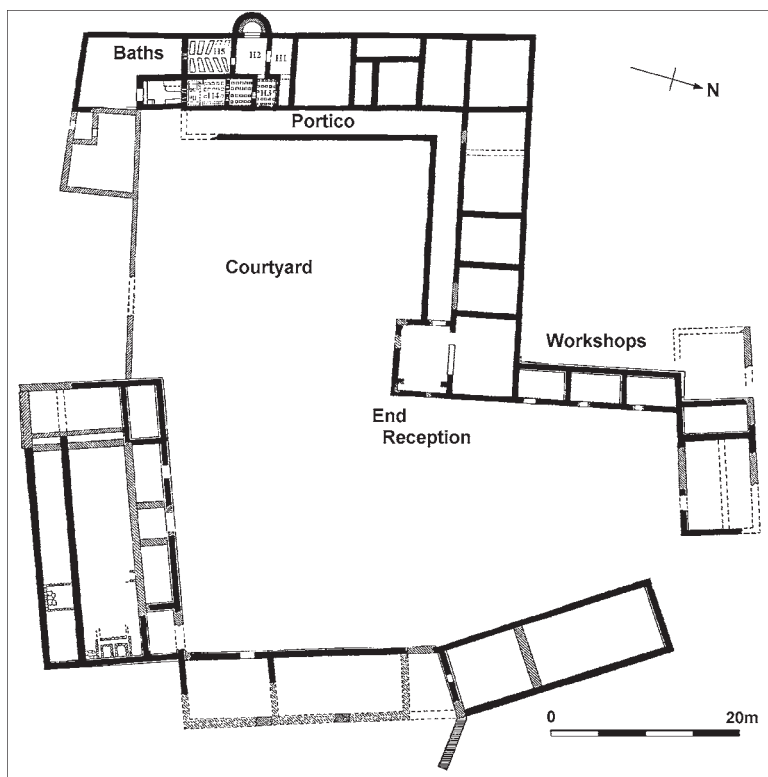 Baths
H5
H2
H1
H4
H3
N
Portico
Courtyard
Workshops
End
Reception
0 20m